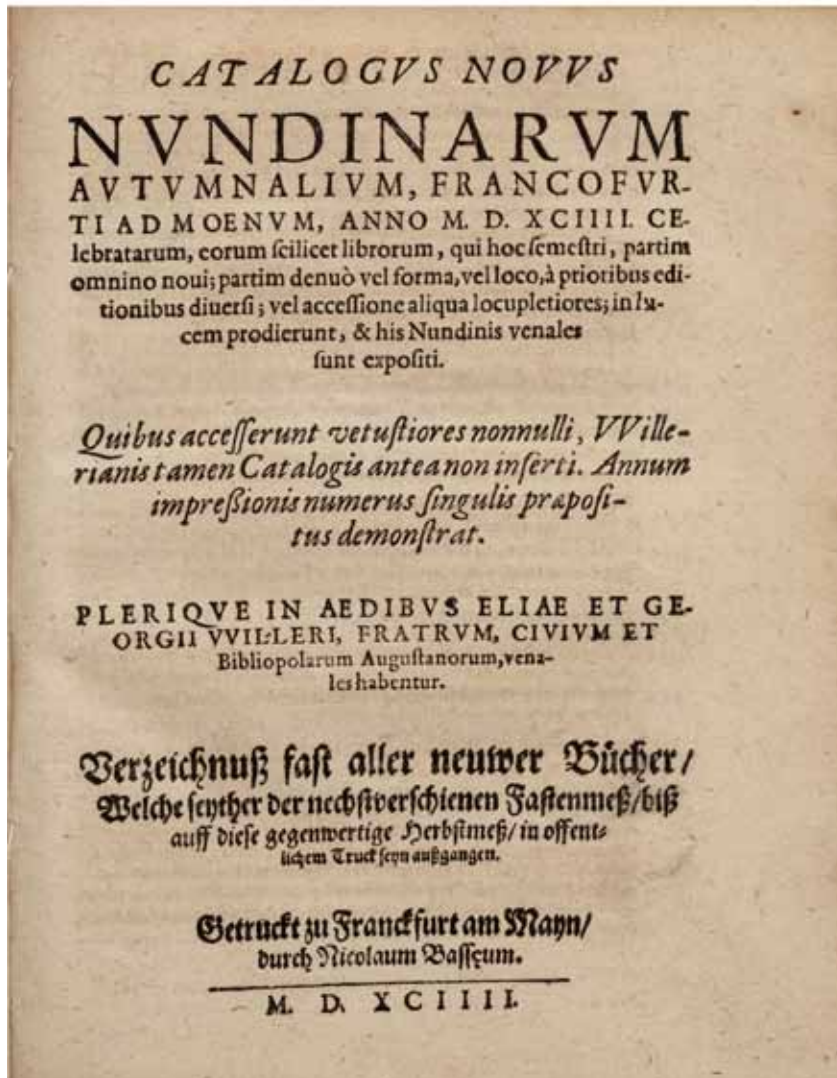 CATALOGVS NOVVS
NVNDINARVM
AVTVMNALIVM, FRANCOFVR-
TI AD MOENVM, ANNO M. D. XCIIII. CE-
lebratarum, eorum ſcilicet librorum, qui hoc ſemeſtri, partim
omnino noui; partim denuò vel forma, vel loco, à prioribus edi-
tionibus diuerſi; vel acceſſione aliqua locupletiores; in lu-
cem prodierunt, & his Nundinis venales
ſunt expoſiti.
Quibus acceſſerunt vetuſtiores nonnulli, VVille-
rianis tamen Catalogis antea non inſerti. Annum
impreßionis numerus ſingulis præpoſi-
tus demonſtrat.
PLERIQVE IN AEDIBVS ELIAE ET GE-
ORGII VVILLERI, FRATRVM, CIVIVM ET
Bibliopolarum Auguſtanorum, vena-
les habentur.
Verzeichnuß faſt aller neuwer Bücher/
Welche ſeyther der nechſtverſchienen Faſtenmeß/ biß
auff dieſe gegenwertige Herbſtmeß/ in offent-
lichem Truck ſeyn außgangen.
Getruckt zu Franckfurt am Mayn/
durch Nicolaum Baſſęum.
M. D. XCIIII.